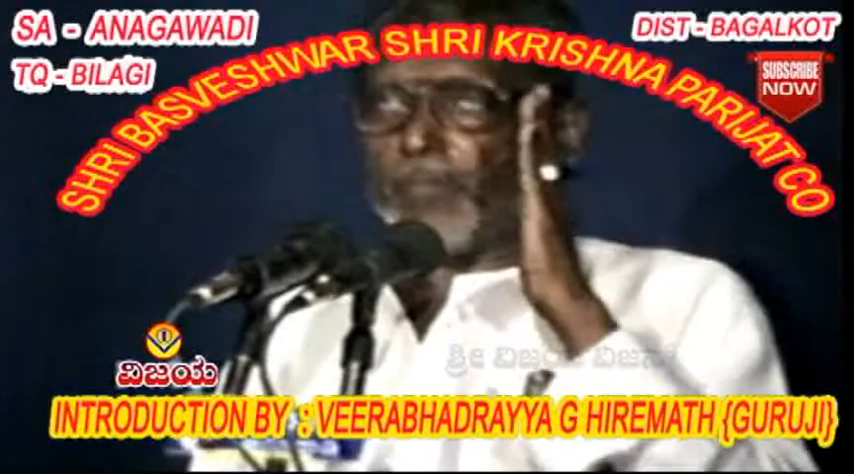 SA - ANAGAWADI
DIST - BAGALKOT
TQ - BILAGI
SUBSCRIBE
NOW
SHRI BASVESHWAR SHRI KRISHNA PARIJAT CO
ವಿಜಯ
INTRODUCTION BY : VEERABHADRAYYA G HIREMATH {GURUJI}